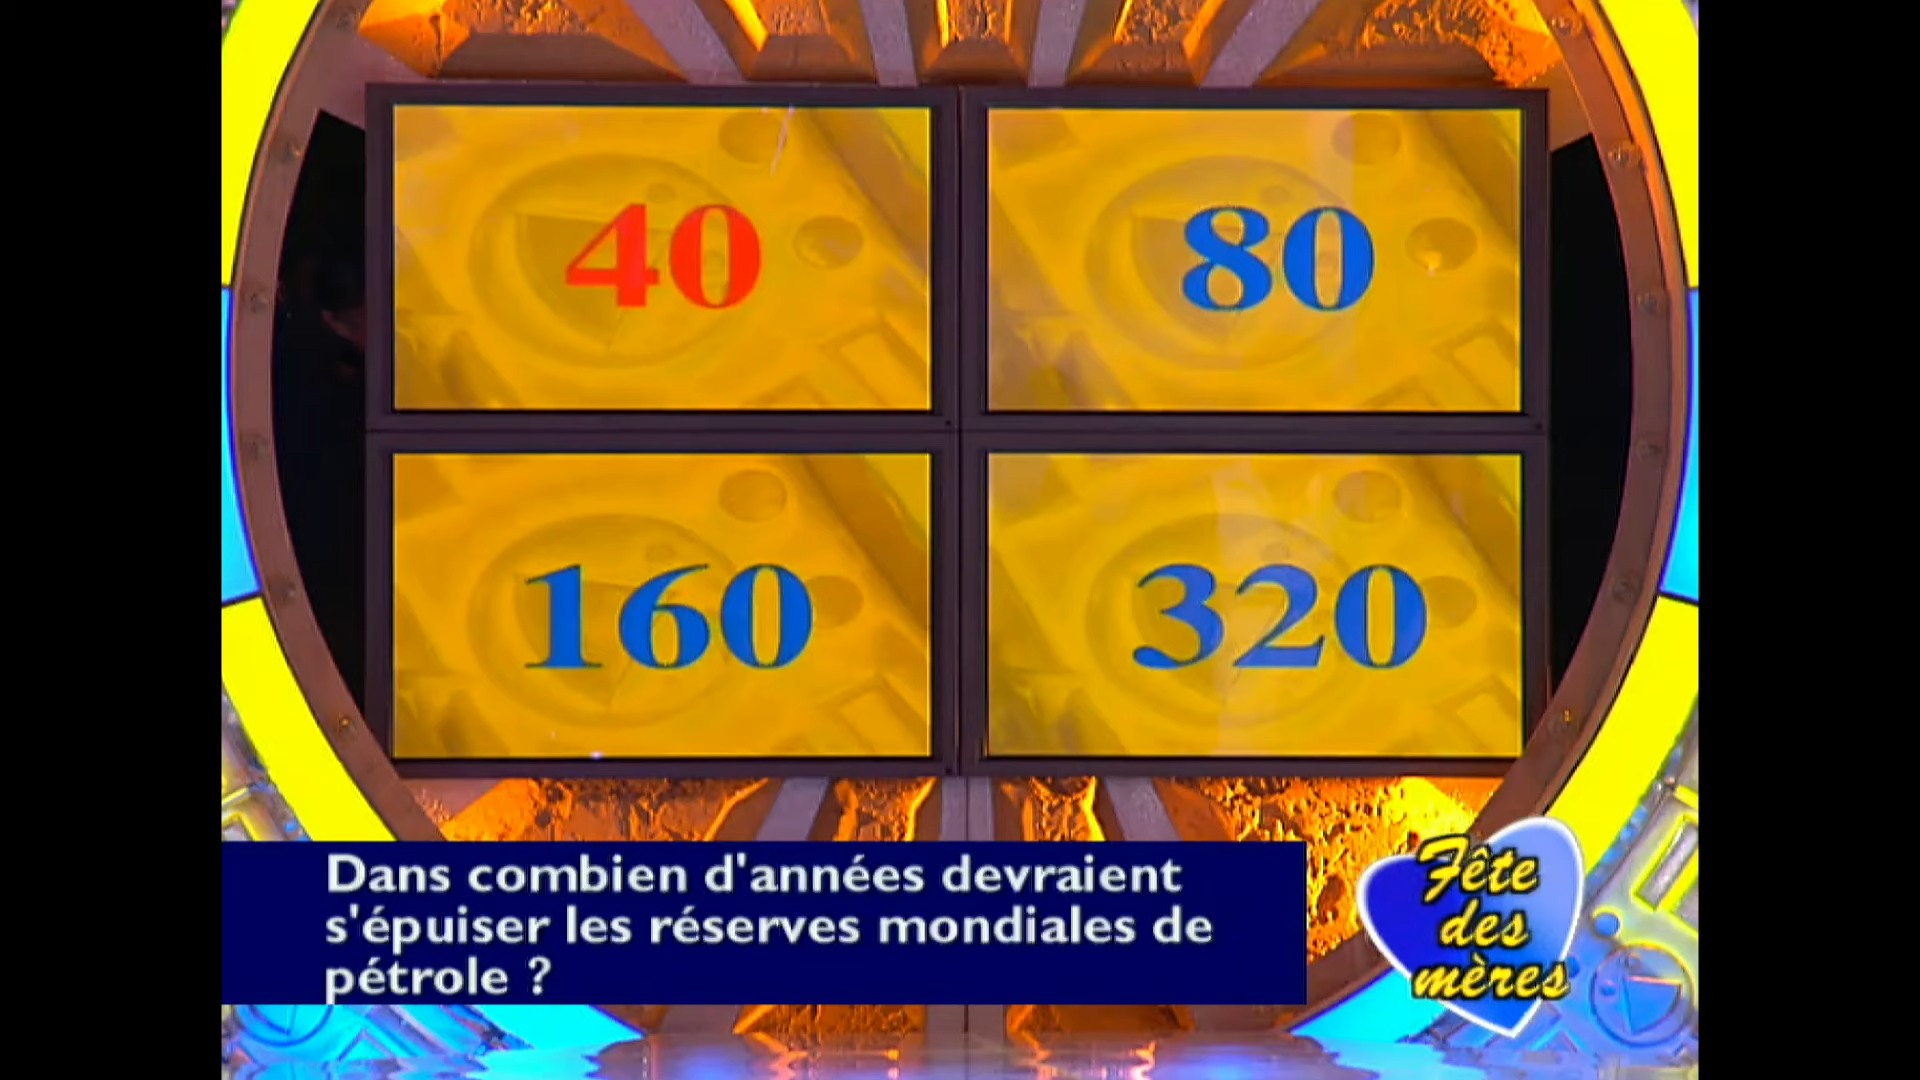 40
80
160
320
Dans combien d'années devraient
s'épuiser les réserves mondiales de
pétrole ?
Fête
des
mères